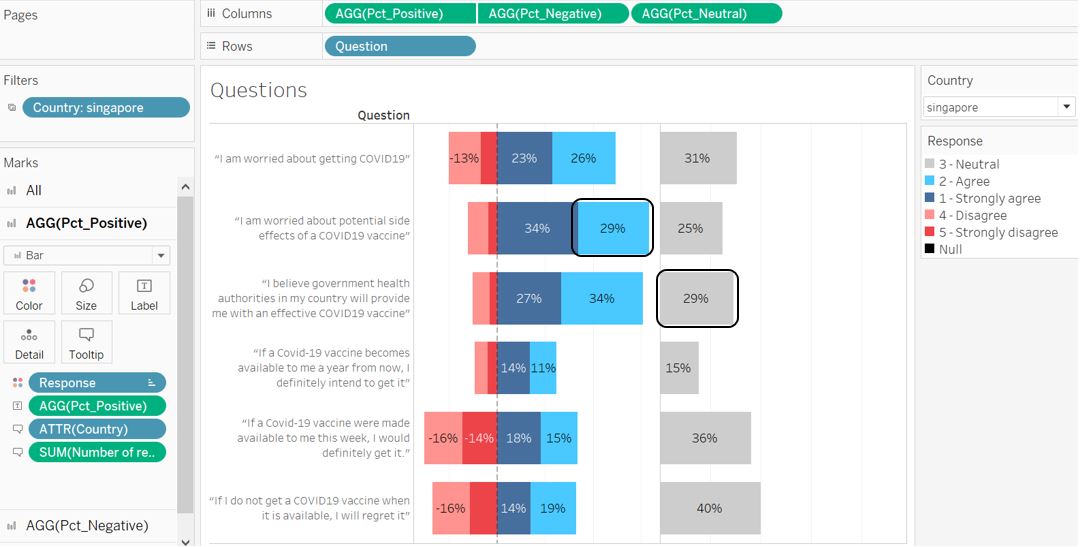 Pages
Columns
AGG(Pct_Positive)
AGG(Pct_Negative)
AGG(Pct_Neutral)
Rows
Question
Filters
Country: singapore
Marks
All
AGG(Pct_Positive)
Bar
Color
Size
Label
Detail
Tooltip
Response
AGG(Pct_Positive)
ATTR(Country)
SUM(Number of re..
AGG(Pct_Negative)
Questions
Question
“I am worried about getting COVID19”
-13%
23%
26%
31%
“I am worried about potential side
effects of a COVID19 vaccine”
34%
29%
25%
“I believe government health
authorities in my country will provide
me with an effective COVID19 vaccine”
27%
34%
29%
“If a Covid-19 vaccine becomes
available to me a year from now, I
definitely intend to get it”
14%
11%
15%
“If a Covid-19 vaccine were made
available to me this week, I would
definitely get it.”
-16%
-14%
18%
15%
36%
“If I do not get a COVID19 vaccine when
it is available, I will regret it”
-16%
14%
19%
40%
Country
singapore
Response
3 - Neutral
2 - Agree
1 - Strongly agree
4 - Disagree
5 - Strongly disagree
Null